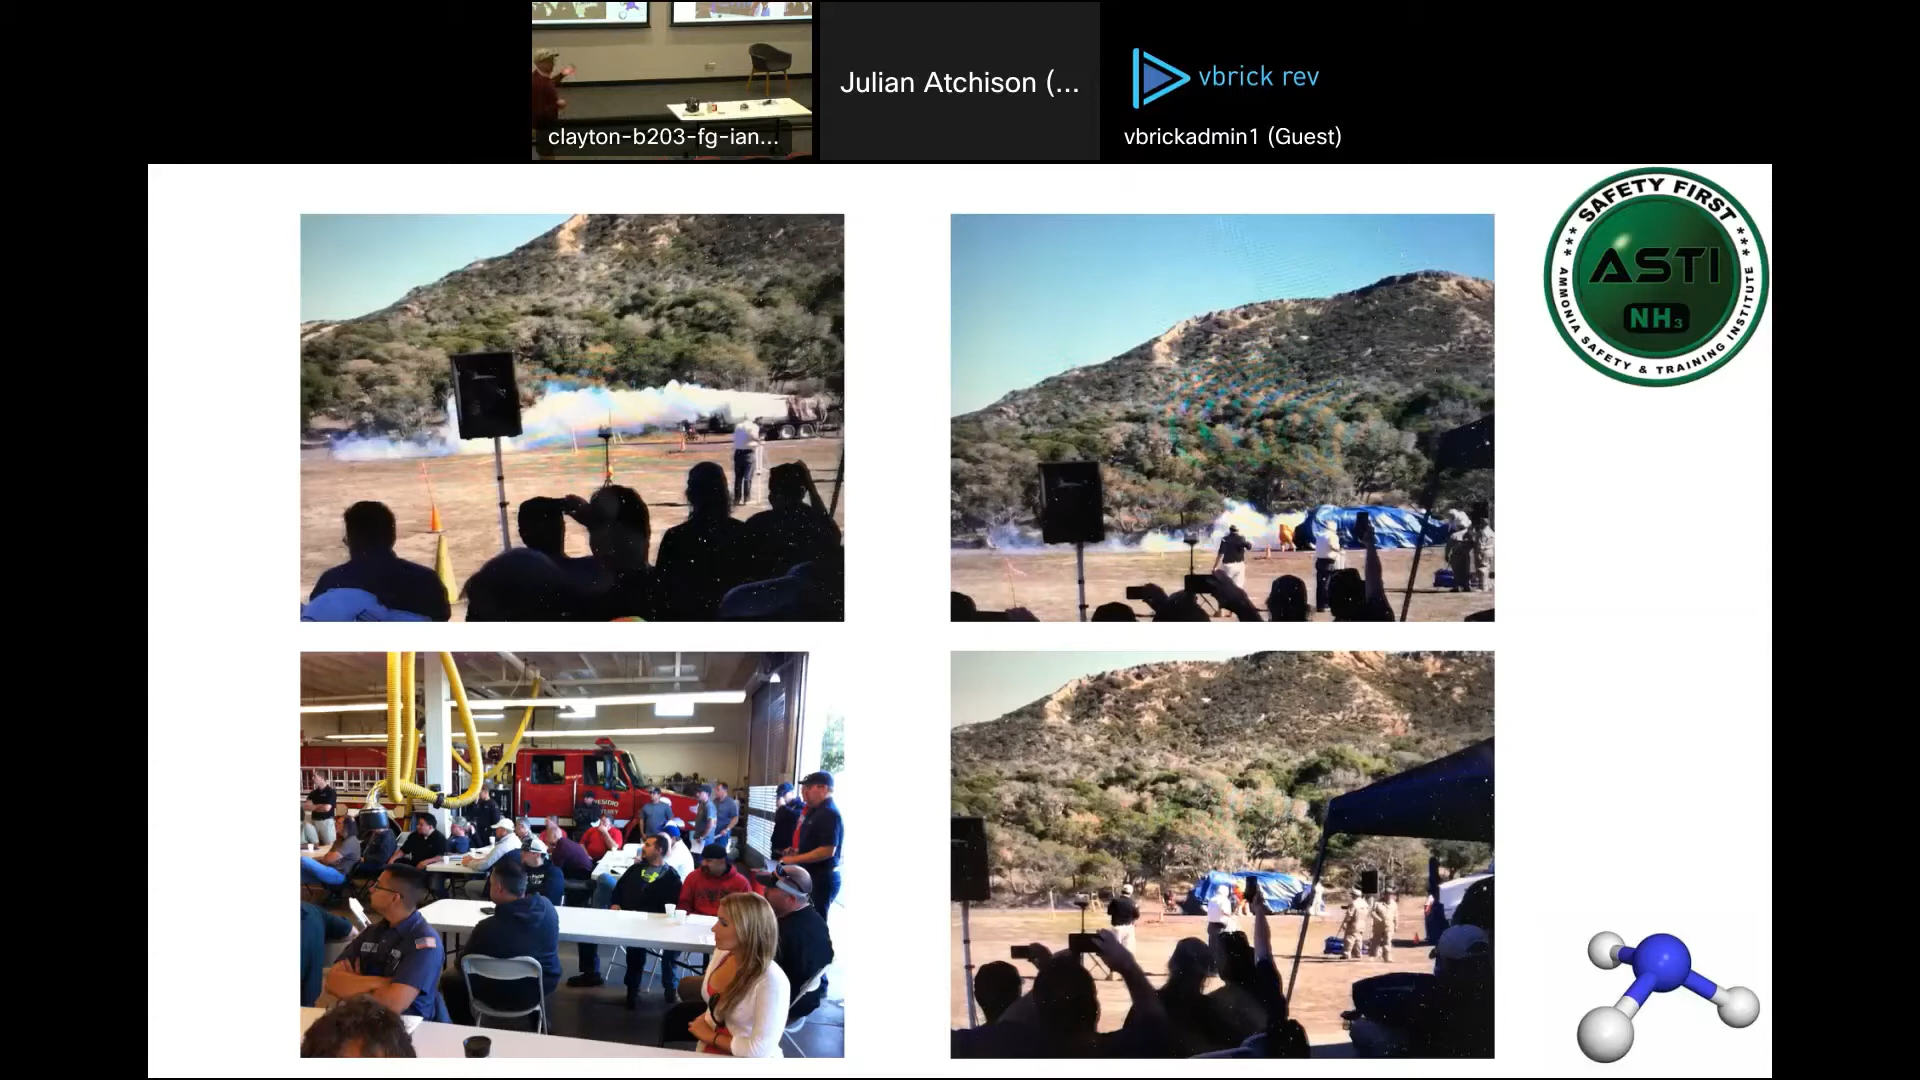 clayton-b203-fg-ian...
Julian Atchison (...
vbrick rev
vbrickadmin1 (Guest)
SAFETY FIRST
ASTI
NH₃
AMMONIA SAFETY & TRAINING INSTITUTE